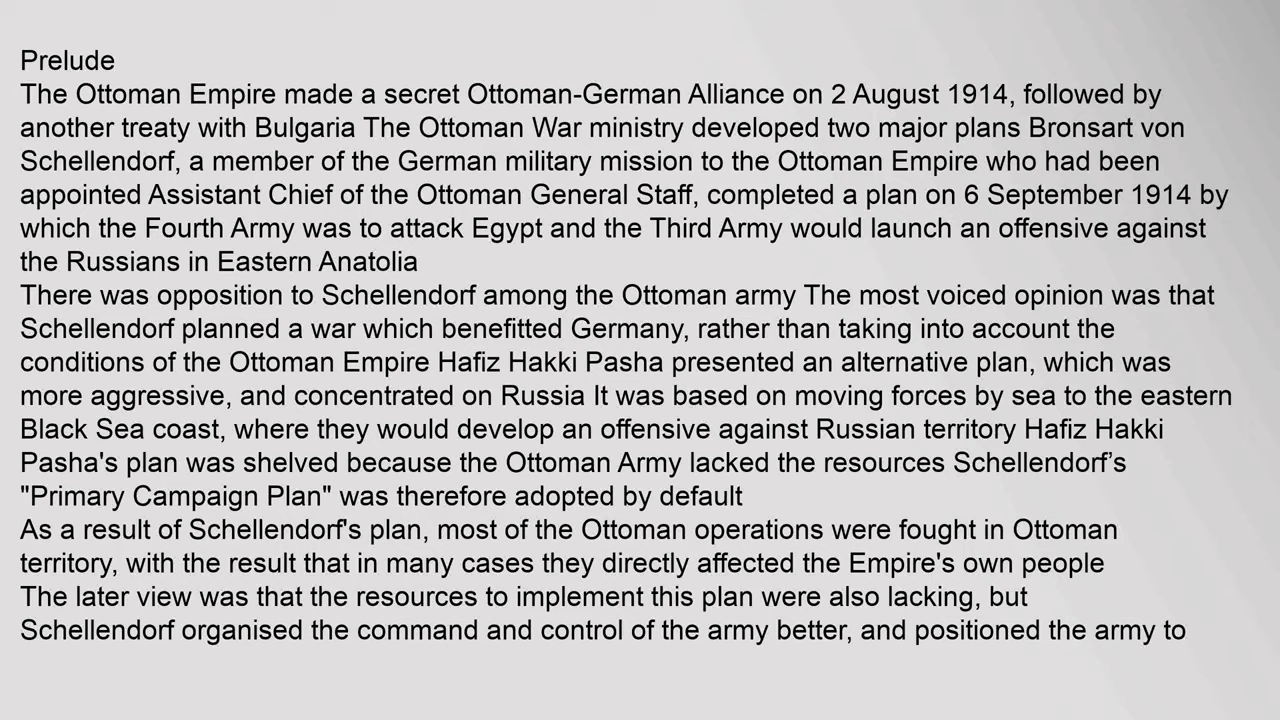 Prelude
The Ottoman Empire made a secret Ottoman-German Alliance on 2 August 1914, followed by
another treaty with Bulgaria The Ottoman War ministry developed two major plans Bronsart von
Schellendorf, a member of the German military mission to the Ottoman Empire who had been
appointed Assistant Chief of the Ottoman General Staff, completed a plan on 6 September 1914 by
which the Fourth Army was to attack Egypt and the Third Army would launch an offensive against
the Russians in Eastern Anatolia
There was opposition to Schellendorf among the Ottoman army The most voiced opinion was that
Schellendorf planned a war which benefitted Germany, rather than taking into account the
conditions of the Ottoman Empire Hafiz Hakki Pasha presented an alternative plan, which was
more aggressive, and concentrated on Russia It was based on moving forces by sea to the eastern
Black Sea coast, where they would develop an offensive against Russian territory Hafiz Hakki
Pasha's plan was shelved because the Ottoman Army lacked the resources Schellendorf’s
"Primary Campaign Plan" was therefore adopted by default
As a result of Schellendorf's plan, most of the Ottoman operations were fought in Ottoman
territory, with the result that in many cases they directly affected the Empire's own people
The later view was that the resources to implement this plan were also lacking, but
Schellendorf organised the command and control of the army better, and positioned the army to